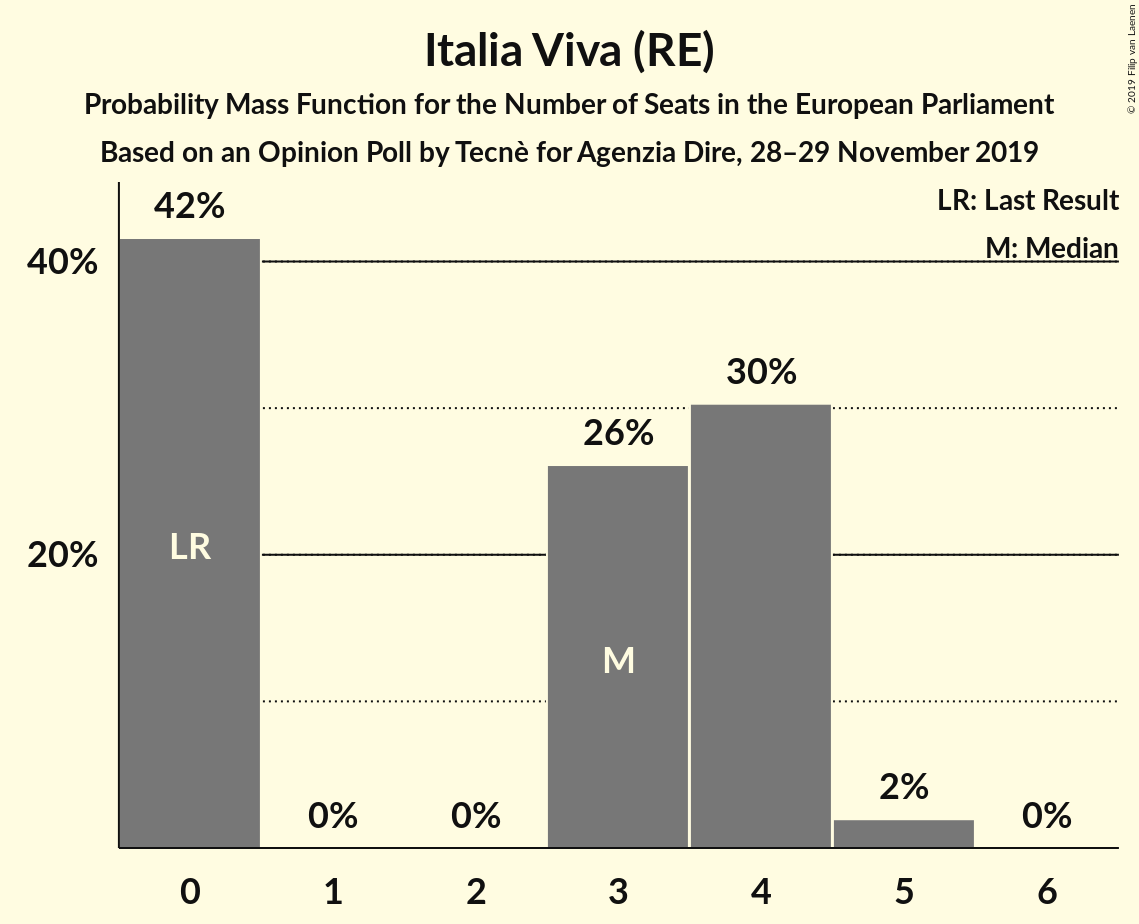 Italia Viva (RE)
Probability Mass Function for the Number of Seats in the European Parliament
Based on an Opinion Poll by Tecnè for Agenzia Dire, 28–29 November 2019
© 2019 Filip van Laenen
LR: Last Result
M: Median
42%
40%
30%
26%
20%
LR
M
2%
0%
0%
0%
0
1
2
3
4
5
6